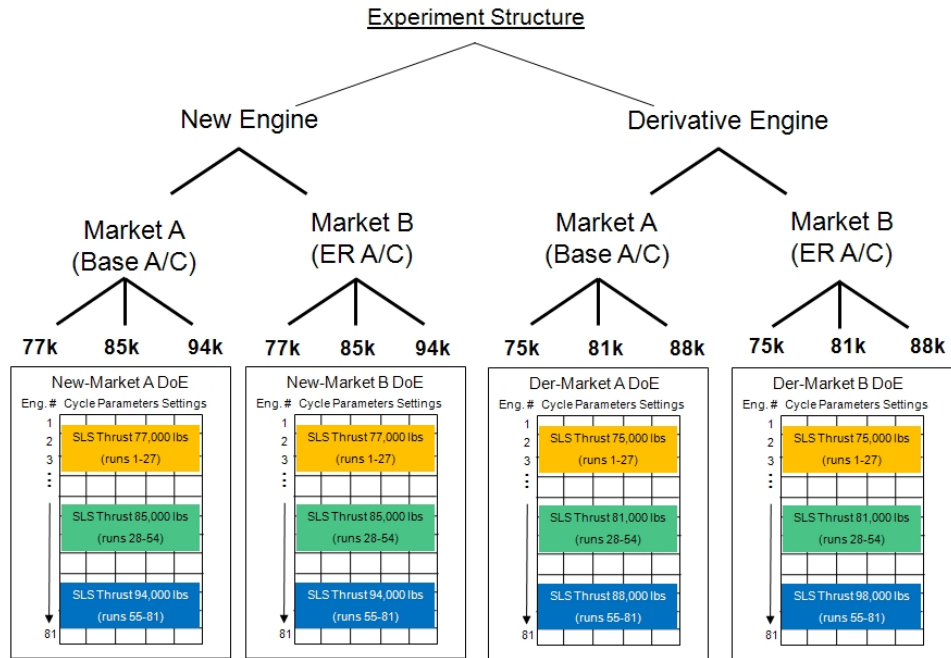 Experiment Structure
New Engine
Derivative Engine
Market A
(Base A/C)
Market B
(ER A/C)
Market A
(Base A/C)
Market B
(ER A/C)
77k 85k 94k
77k 85k 94k
75k 81k 88k
75k 81k 88k
New-Market A DoE
Eng. # Cycle Parameters Settings
1
2
3
⋮
81
SLS Thrust 77,000 lbs
(runs 1-27)
SLS Thrust 85,000 lbs
(runs 28-54)
SLS Thrust 94,000 lbs
(runs 55-81)
New-Market B DoE
Eng. # Cycle Parameters Settings
1
2
3
⋮
81
SLS Thrust 77,000 lbs
(runs 1-27)
SLS Thrust 85,000 lbs
(runs 28-54)
SLS Thrust 94,000 lbs
(runs 55-81)
Der-Market A DoE
Eng. # Cycle Parameters Settings
1
2
3
⋮
81
SLS Thrust 75,000 lbs
(runs 1-27)
SLS Thrust 81,000 lbs
(runs 28-54)
SLS Thrust 88,000 lbs
(runs 55-81)
Der-Market B DoE
Eng. # Cycle Parameters Settings
1
2
3
⋮
81
SLS Thrust 75,000 lbs
(runs 1-27)
SLS Thrust 81,000 lbs
(runs 28-54)
SLS Thrust 98,000 lbs
(runs 55-81)